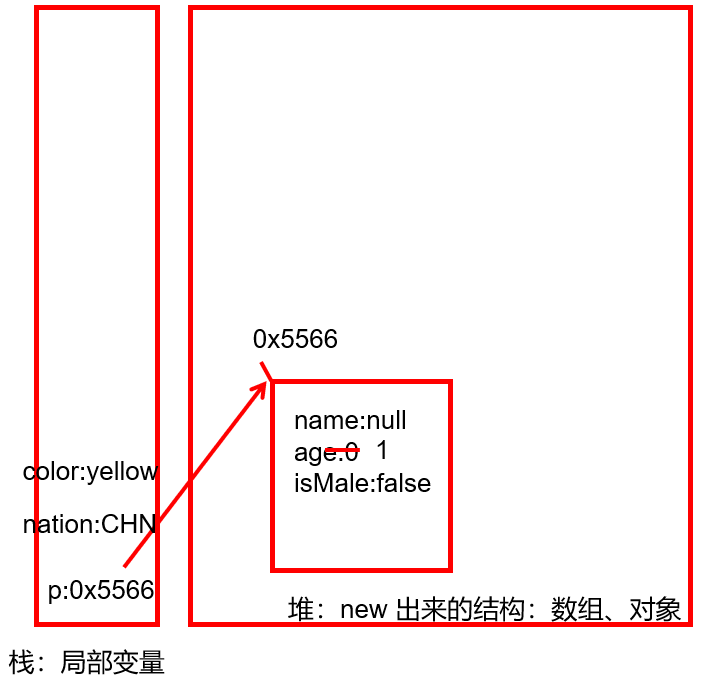 0x5566
name:null
age:0 1
isMale:false
color:yellow
nation:CHN
p:0x5566
堆：new 出来的结构：数组、对象
栈：局部变量